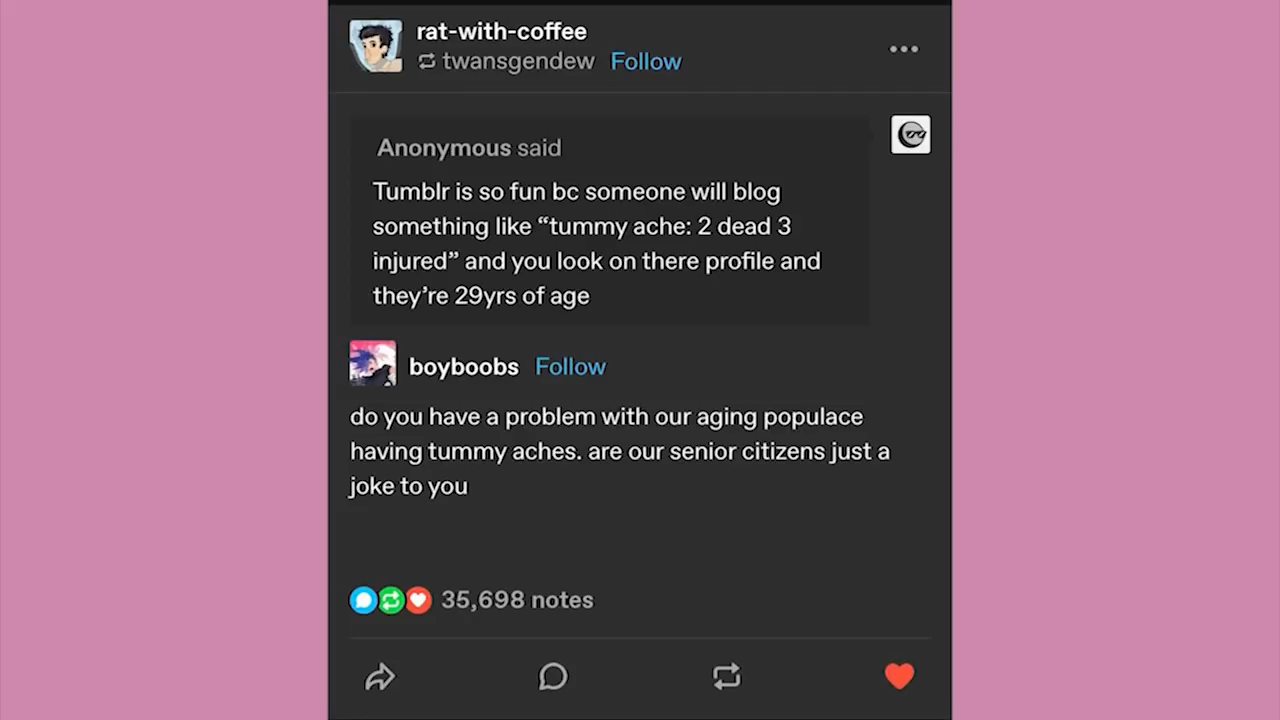 rat-with-coffee
twansgendew Follow
Anonymous said
Tumblr is so fun bc someone will blog
something like “tummy ache: 2 dead 3
injured” and you look on there profile and
they’re 29yrs of age
boyboobs Follow
do you have a problem with our aging populace
having tummy aches. are our senior citizens just a
joke to you
35,698 notes